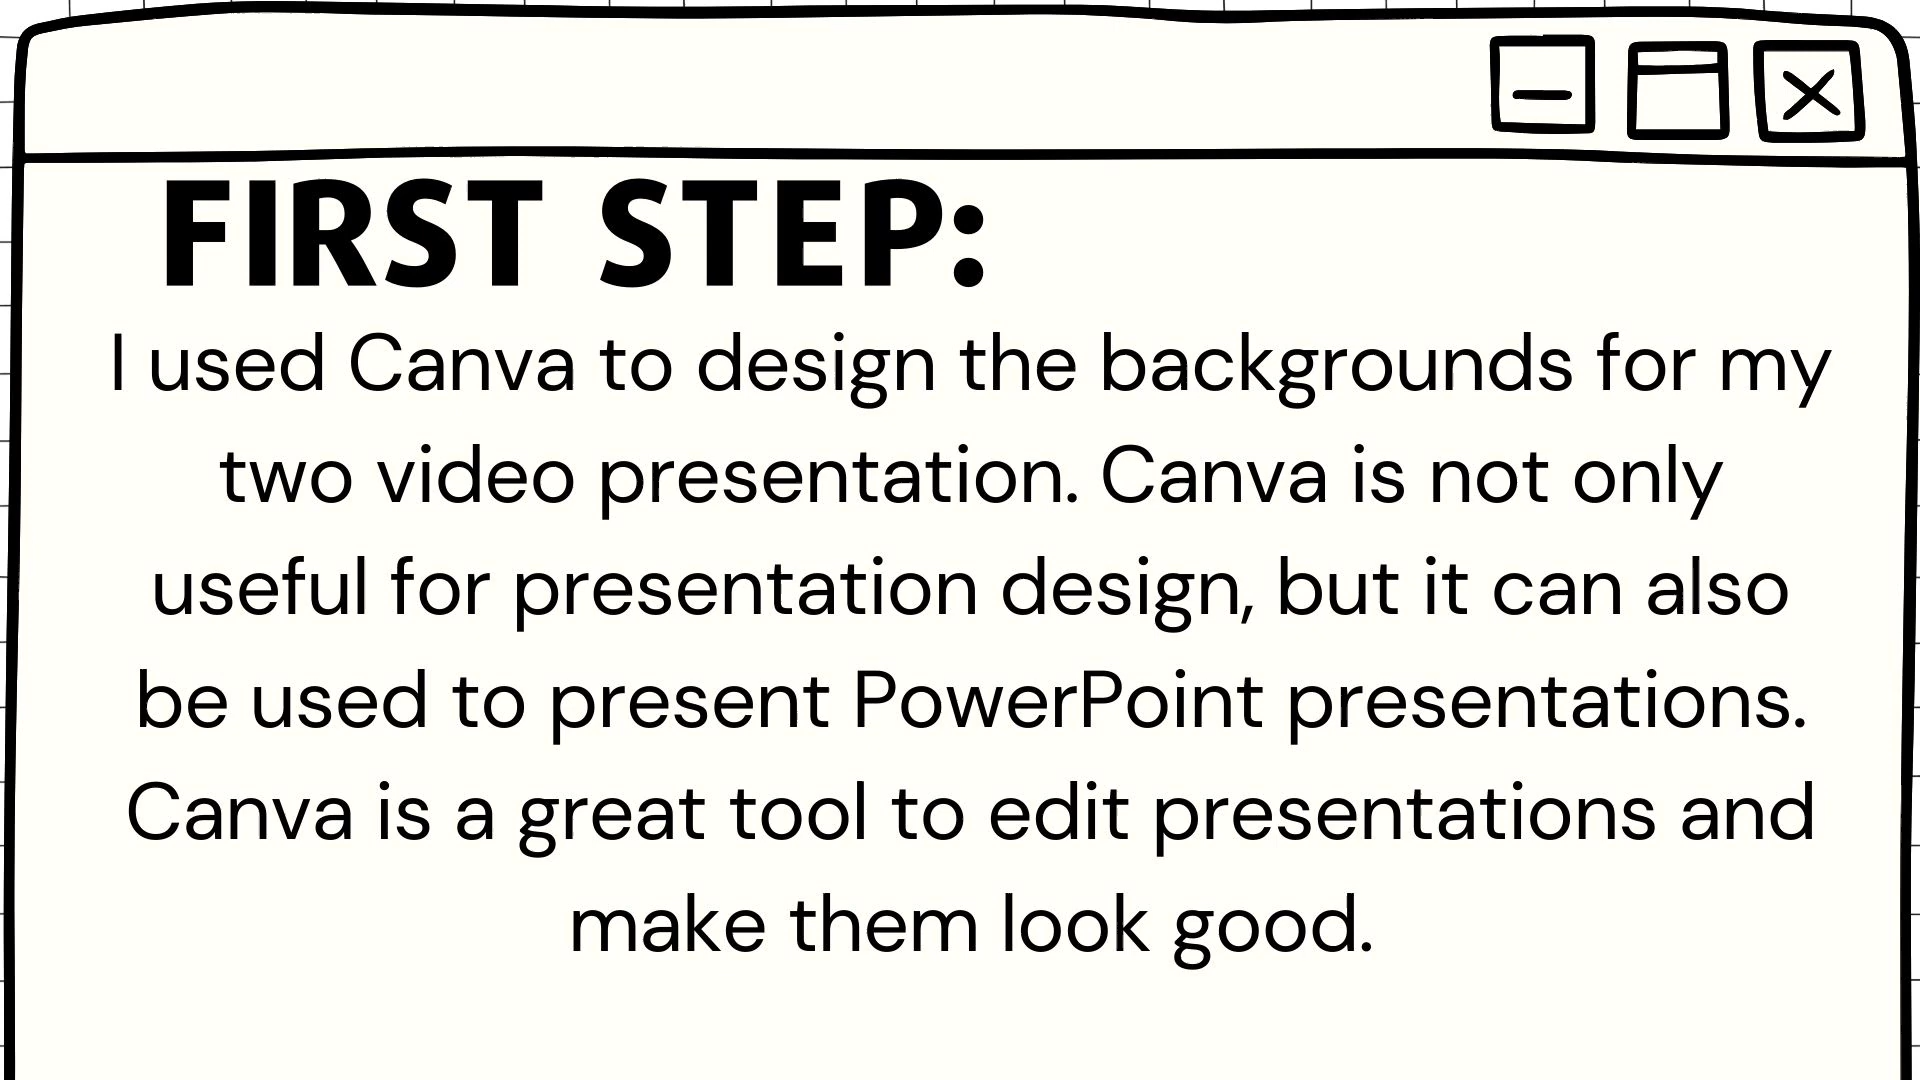 FIRST STEP:
I used Canva to design the backgrounds for my
two video presentation. Canva is not only
useful for presentation design, but it can also
be used to present PowerPoint presentations.
Canva is a great tool to edit presentations and
make them look good.